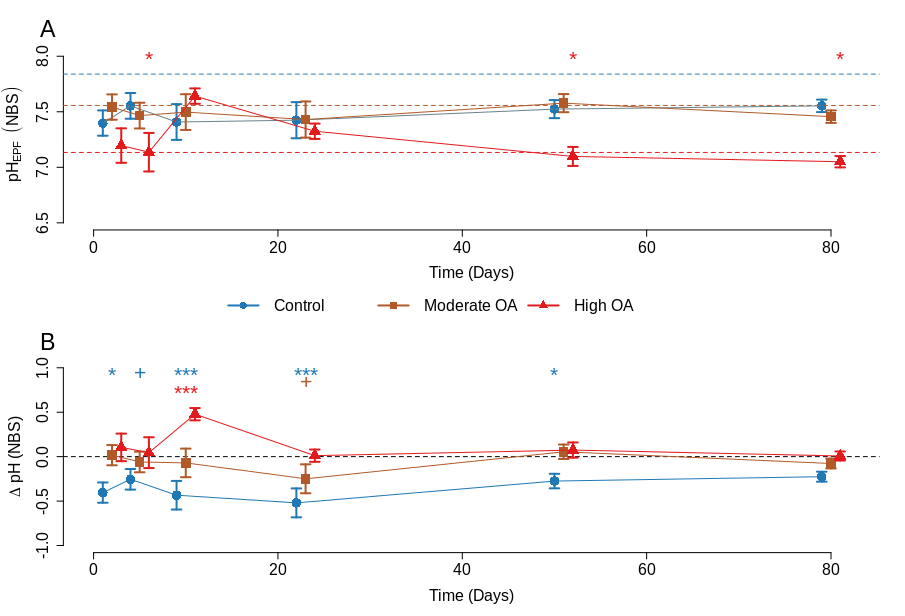 A
8.0
7.5
7.0
6.5
pHEPF (NBS)
* * *
0 20 40 60 80
Time (Days)
Control Moderate OA High OA
B
1.0
0.5
0.0
-0.5
-1.0
Δ pH (NBS)
* + *** *** *
*** +
0 20 40 60 80
Time (Days)